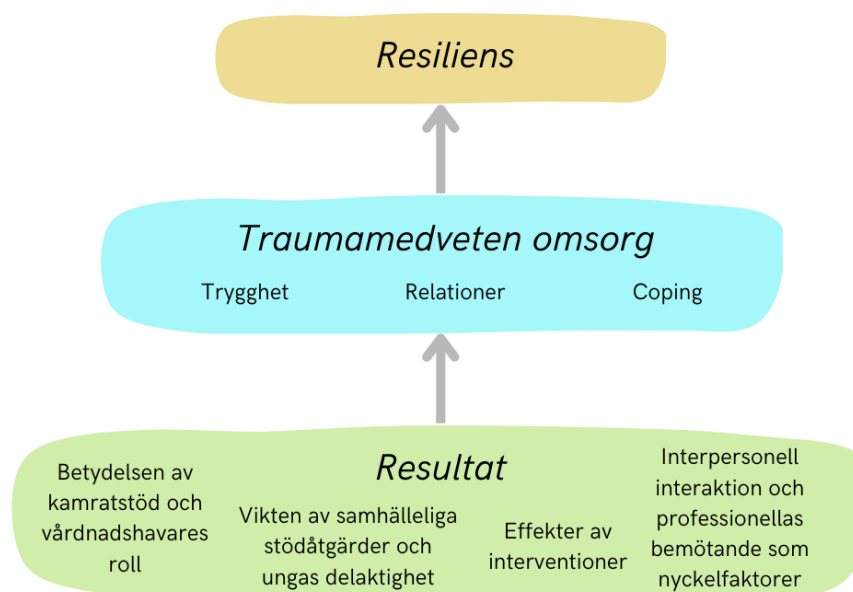 Resiliens
Traumamedveten omsorg
Trygghet
Relationer
Coping
Resultat
Betydelsen av
kamratstöd och
vårdnadshavares
roll
Vikten av samhälleliga
stödåtgärder och
ungas delaktighet
Effekter av
interventioner
Interpersonell
interaktion och
professionellas
bemötande som
nyckelfaktorer